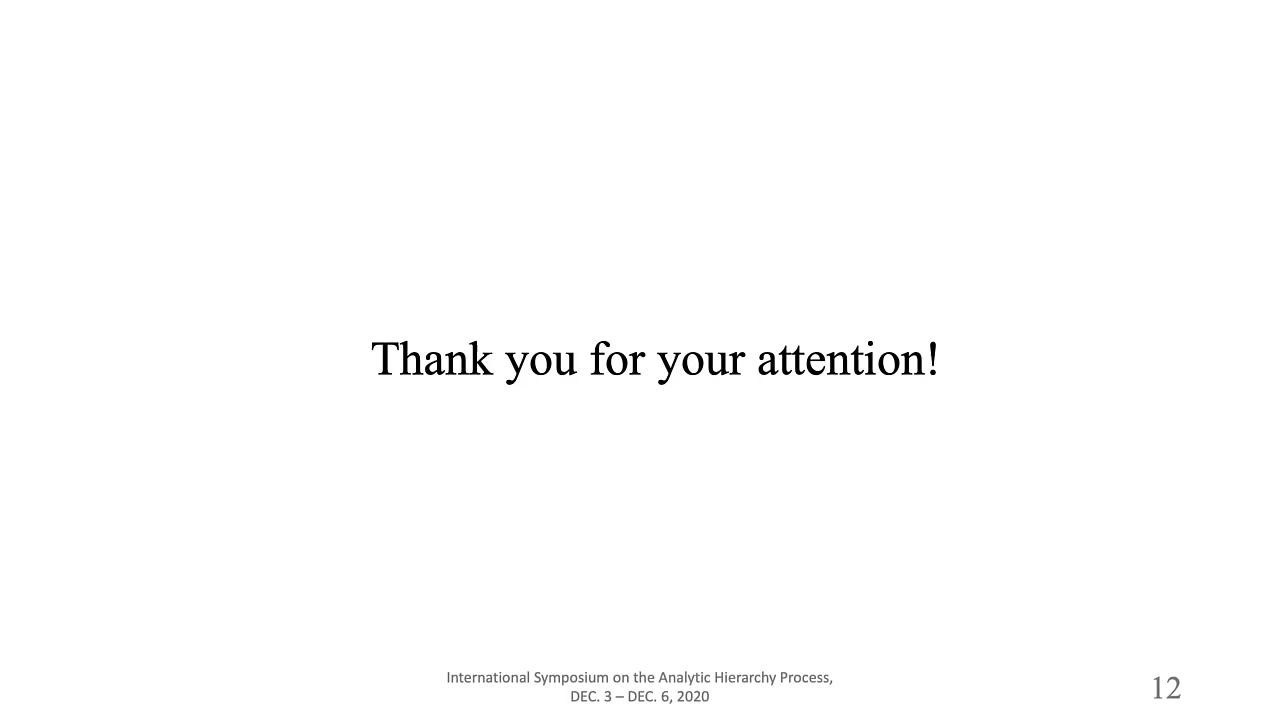 Thank you for your attention!
International Symposium on the Analytic Hierarchy Process,
DEC. 3 – DEC. 6, 2020
12